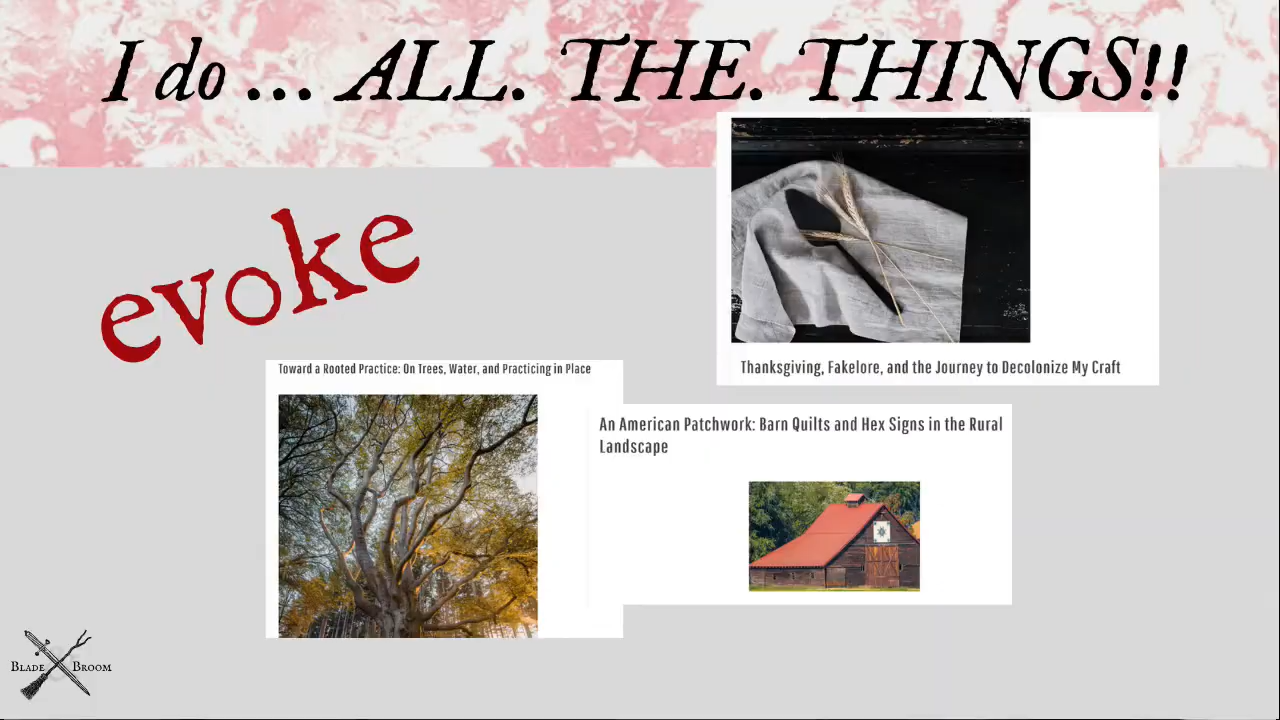 I do ... ALL. THE. THINGS!!
evoke
Thanksgiving, Fakelore, and the Journey to Decolonize My Craft
Toward a Rooted Practice: On Trees, Water, and Practicing in Place
An American Patchwork: Barn Quilts and Hex Signs in the Rural
Landscape
BLADE BROOM